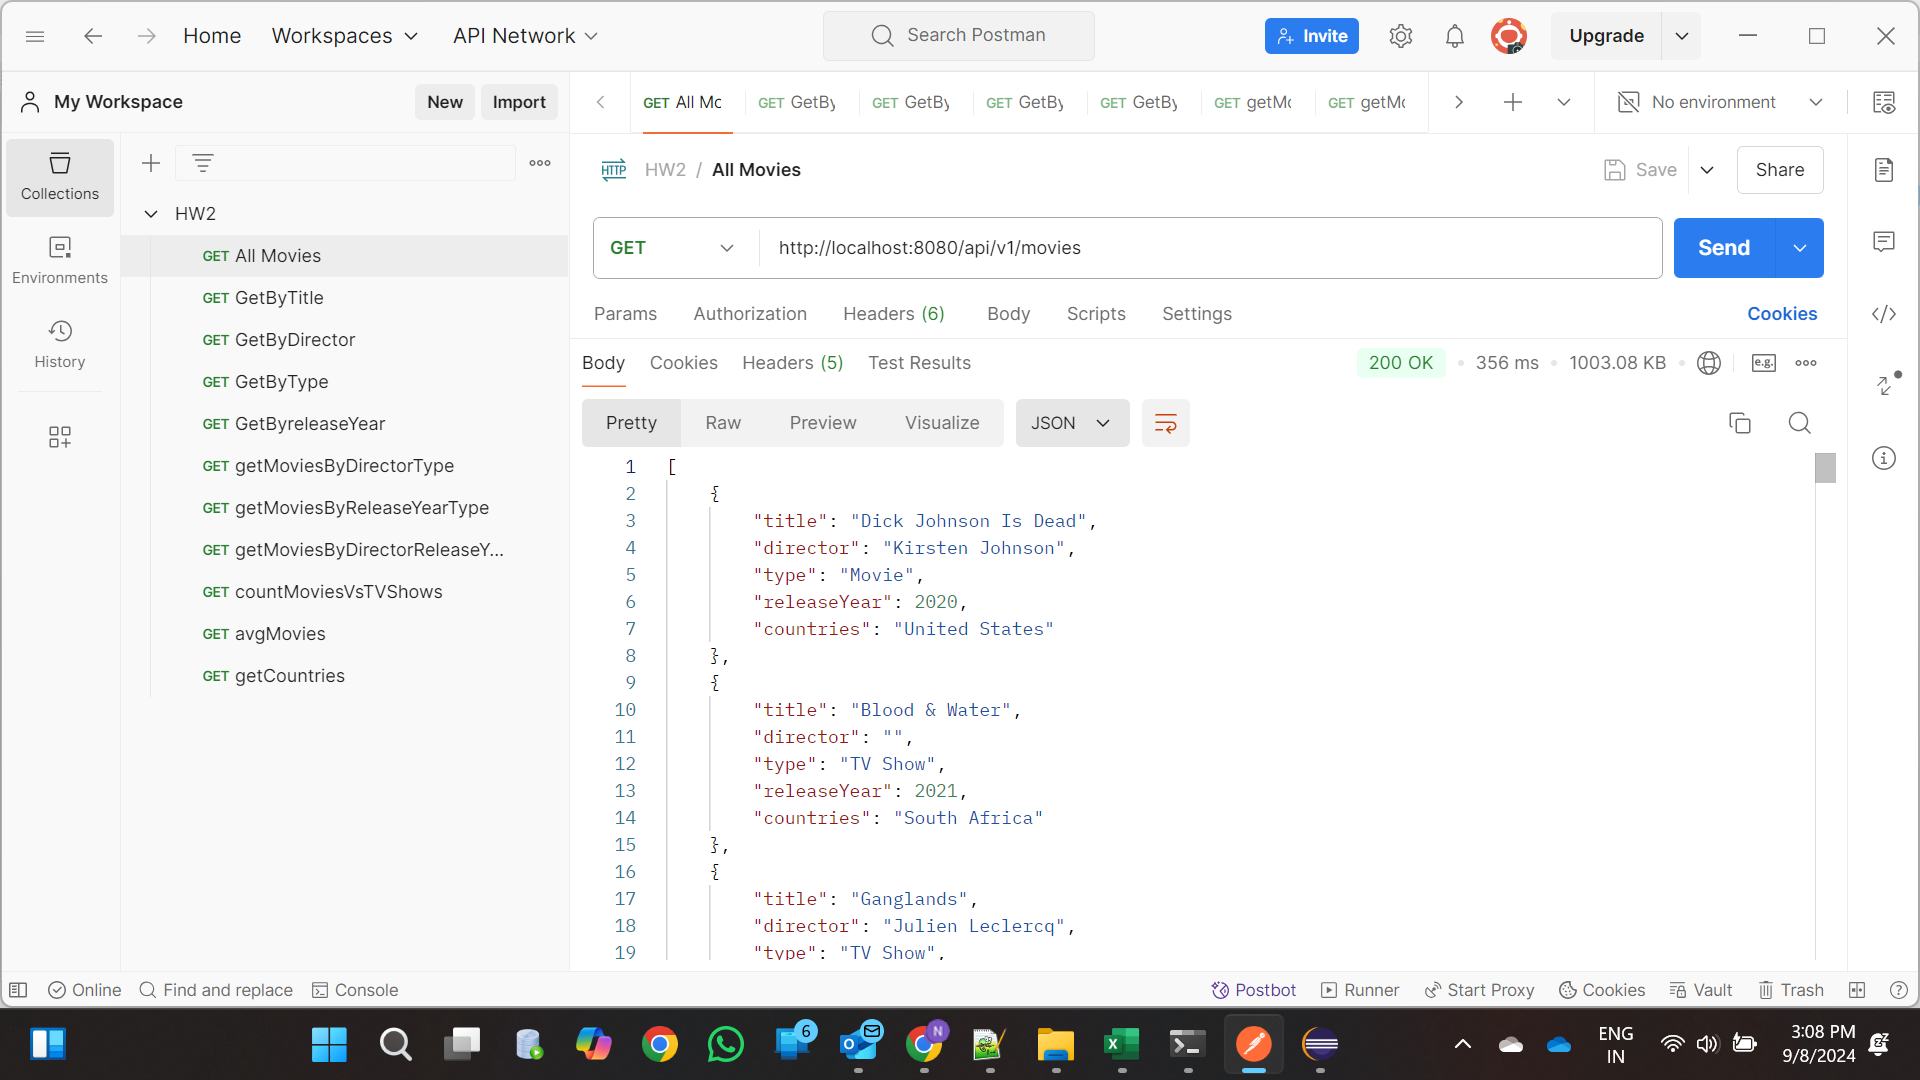 Home Workspaces API Network Search Postman Invite Upgrade
My Workspace New Import GET All Mc GET GetBy GET GetBy GET GetBy GET GetBy GET getMc GET getMc No environment
Collections
Environments
History
HW2
GET All Movies
GET GetByTitle
GET GetByDirector
GET GetByType
GET GetByreleaseYear
GET getMoviesByDirectorType
GET getMoviesByReleaseYearType
GET getMoviesByDirectorReleaseY...
GET countMoviesVsTVShows
GET avgMovies
GET getCountries
HTTP HW2 / All Movies Save Share
GET http://localhost:8080/api/v1/movies Send
Params Authorization Headers (6) Body Scripts Settings Cookies
Body Cookies Headers (5) Test Results 200 OK 356 ms 1003.08 KB e.g.
Pretty Raw Preview Visualize JSON
1 [
2 {
3 "title": "Dick Johnson Is Dead",
4 "director": "Kirsten Johnson",
5 "type": "Movie",
6 "releaseYear": 2020,
7 "countries": "United States"
8 },
9 {
10 "title": "Blood & Water",
11 "director": "",
12 "type": "TV Show",
13 "releaseYear": 2021,
14 "countries": "South Africa"
15 },
16 {
17 "title": "Ganglands",
18 "director": "Julien Leclercq",
19 "type": "TV Show",
Online Find and replace Console Postbot Runner Start Proxy Cookies Vault Trash
6 N ENG
IN
3:08 PM
9/8/2024